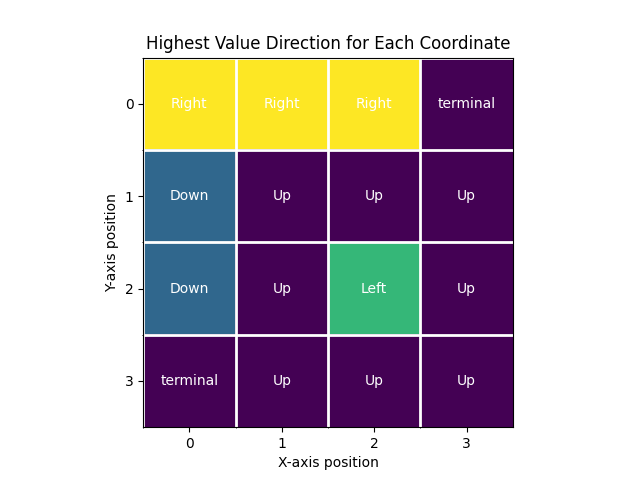 Highest Value Direction for Each Coordinate
0 Right Right Right terminal
1 Down Up Up Up
2 Down Up Left Up
3 terminal Up Up Up
0 1 2 3
X-axis position
Y-axis position